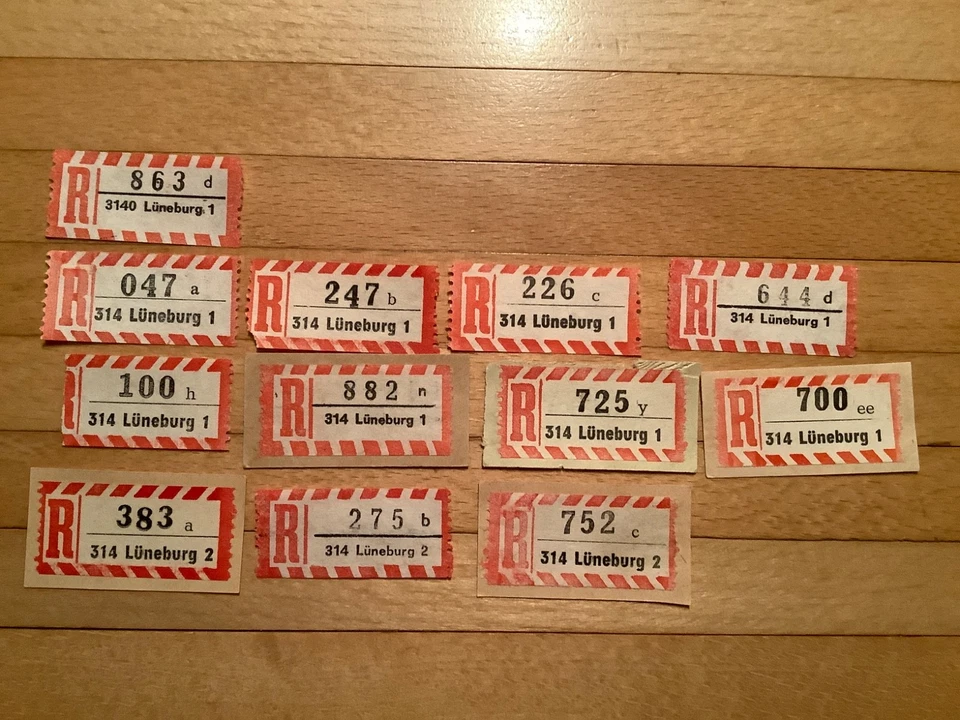 R 863 d
3140 Lüneburg 1
R 047 a
314 Lüneburg 1
R 247 b
314 Lüneburg 1
R 226 c
314 Lüneburg 1
R 644 d
314 Lüneburg 1
R 100 h
314 Lüneburg 1
R 882 n
314 Lüneburg 1
R 725 y
314 Lüneburg 1
R 700 ee
314 Lüneburg 1
R 383 a
314 Lüneburg 2
R 275 b
314 Lüneburg 2
R 752 c
314 Lüneburg 2